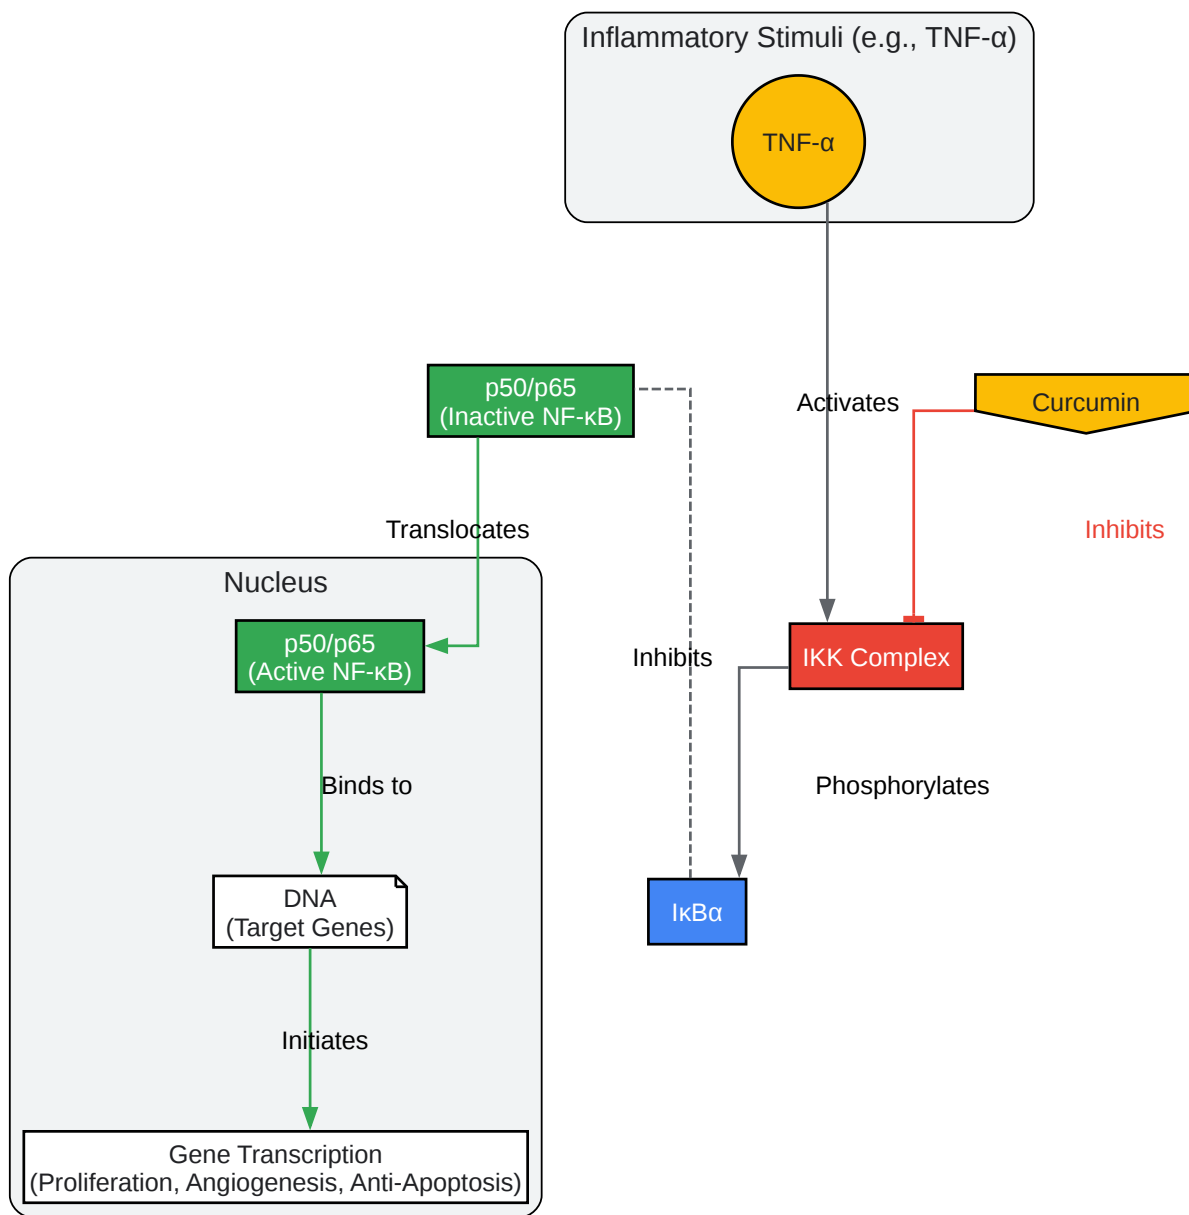 Inflammatory Stimuli (e.g., TNF-α)
TNF-α
p50/p65
(Inactive NF-κB)
Activates
Curcumin
Translocates
Inhibits
Nucleus
p50/p65
(Active NF-κB)
Inhibits
IKK Complex
Binds to
Phosphorylates
DNA
(Target Genes)
IκBα
Initiates
Gene Transcription
(Proliferation, Angiogenesis, Anti-Apoptosis)